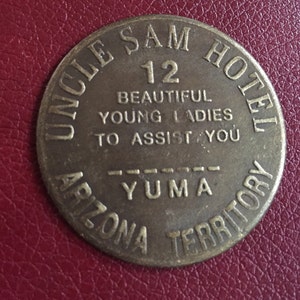 UNCLE SAM HOTEL
12
BEAUTIFUL
YOUNG LADIES
TO ASSIST YOU
-------
YUMA
ARIZONA TERRITORY